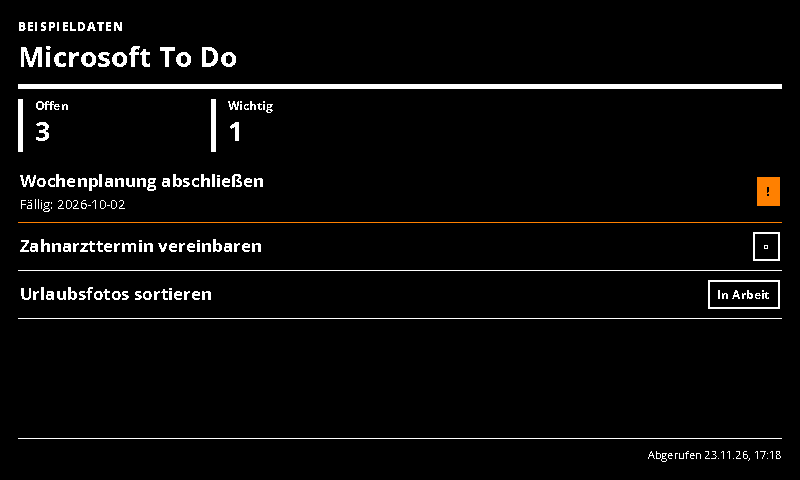 BEISPIELDATEN
Microsoft To Do
Offen
3
Wichtig
1
Wochenplanung abschließen
Fällig: 2026-10-02
!
Zahnarzttermin vereinbaren
Urlaubsfotos sortieren
In Arbeit
Abgerufen 23.11.26, 17:18